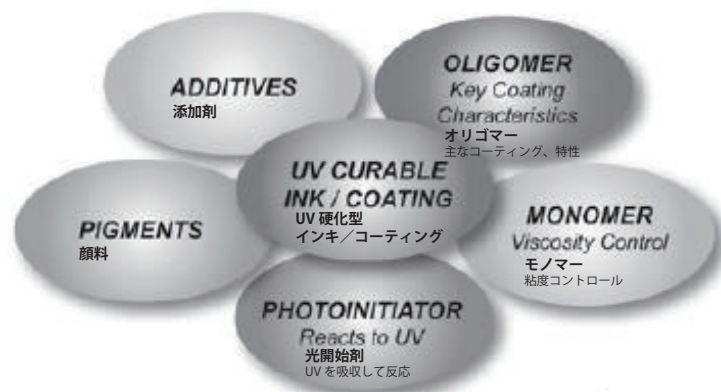 ADDITIVES
添加剤
OLIGOMER
Key Coating
Characteristics
オリゴマー
主なコーティング、特性
UV CURABLE
INK / COATING
UV 硬化型
インキ／コーティング
PIGMENTS
顔料
MONOMER
Viscosity Control
モノマー
粘度コントロール
PHOTOINITIATOR
Reacts to UV
光開始剤
UV を吸収して反応